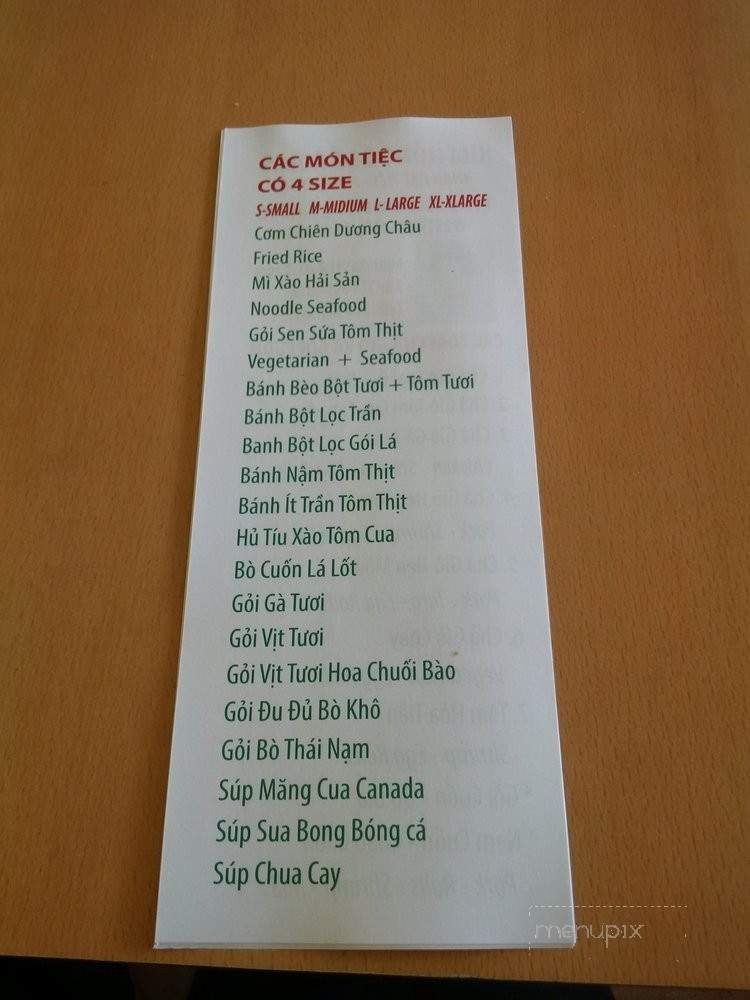 CÁC MÓN TIỆC
CÓ 4 SIZE
S-SMALL M-MIDIUM L-LARGE XL-XLARGE
Cơm Chiên Dương Châu
Fried Rice
Mì Xào Hải Sản
Noodle Seafood
Gỏi Sen Sứa Tôm Thịt
Vegetarian + Seafood
Bánh Bèo Bột Tươi + Tôm Tươi
Bánh Bột Lọc Trần
Banh Bột Lọc Gói Lá
Bánh Nậm Tôm Thịt
Bánh Ít Trần Tôm Thịt
Hủ Tíu Xào Tôm Cua
Bò Cuốn Lá Lốt
Gỏi Gà Tươi
Gỏi Vịt Tươi
Gỏi Vịt Tươi Hoa Chuối Bào
Gỏi Đu Đủ Bò Khô
Gỏi Bò Thái Nạm
Súp Măng Cua Canada
Súp Sua Bong Bóng cá
Súp Chua Cay
menupix